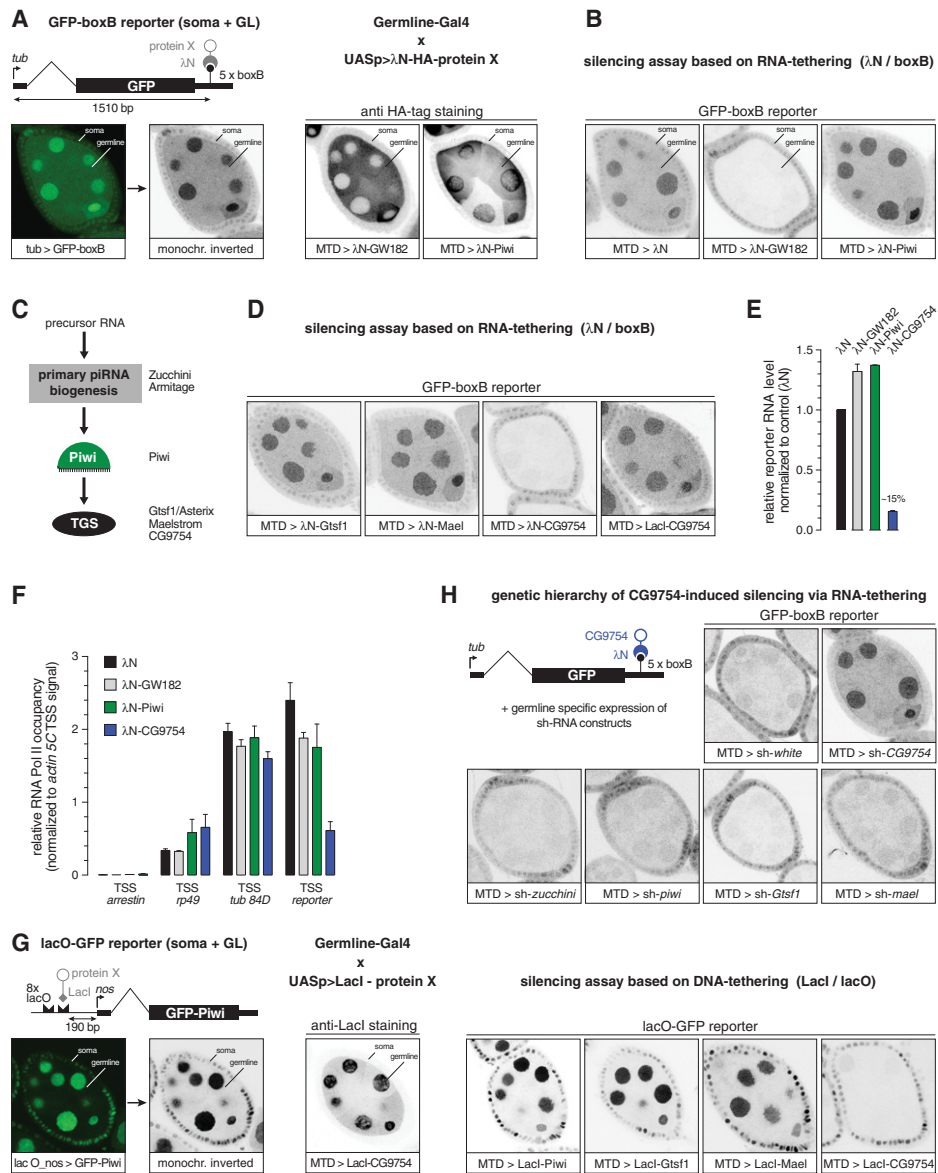 A
GFP-boxB reporter (soma + GL)
protein X
λN
tub
5 x boxB
GFP
1510 bp
soma
germline
soma
germline
tub > GFP-boxB
monochr. inverted
Germline-Gal4
x
UASp>λN-HA-protein X
anti HA-tag staining
soma
germline
soma
germline
MTD > λN-GW182
MTD > λN-Piwi
B
silencing assay based on RNA-tethering (λN / boxB)
GFP-boxB reporter
soma
germline
soma
germline
MTD > λN
MTD > λN-GW182
MTD > λN-Piwi
C
precursor RNA
primary piRNA
biogenesis
Zucchini
Armitage
Piwi
Piwi
TGS
Gtsf1/Asterix
Maelstrom
CG9754
D
silencing assay based on RNA-tethering (λN / boxB)
GFP-boxB reporter
MTD > λN-Gtsf1
MTD > λN-Mael
MTD > λN-CG9754
MTD > LacI-CG9754
E
λN
λN-GW182
λN-Piwi
λN-CG9754
relative reporter RNA level
normalized to control (λN)
1.5
1.0
0.5
0.0
~15%
F
relative RNA Pol II occupancy
(normalized to actin 5C TSS signal)
3
2
1
0
λN
λN-GW182
λN-Piwi
λN-CG9754
TSS
arrestin
TSS
rp49
TSS
tub 84D
TSS
reporter
H
genetic hierarchy of CG9754-induced silencing via RNA-tethering
CG9754
λN
tub
5 x boxB
GFP
+ germline specific expression of
sh-RNA constructs
GFP-boxB reporter
MTD > sh-white
MTD > sh-CG9754
MTD > sh-zucchini
MTD > sh-piwi
MTD > sh-Gtsf1
MTD > sh-mael
G
lacO-GFP reporter (soma + GL)
protein X
LacI
8x
lacO
nos
190 bp
GFP-Piwi
soma
germline
soma
germline
lac O_nos > GFP-Piwi
monochr. inverted
Germline-Gal4
x
UASp>LacI - protein X
anti-LacI staining
soma
germline
MTD > LacI-CG9754
silencing assay based on DNA-tethering (LacI / lacO)
lacO-GFP reporter
MTD > LacI-Piwi
MTD > LacI-Gtsf1
MTD > LacI-Mael
MTD > LacI-CG9754